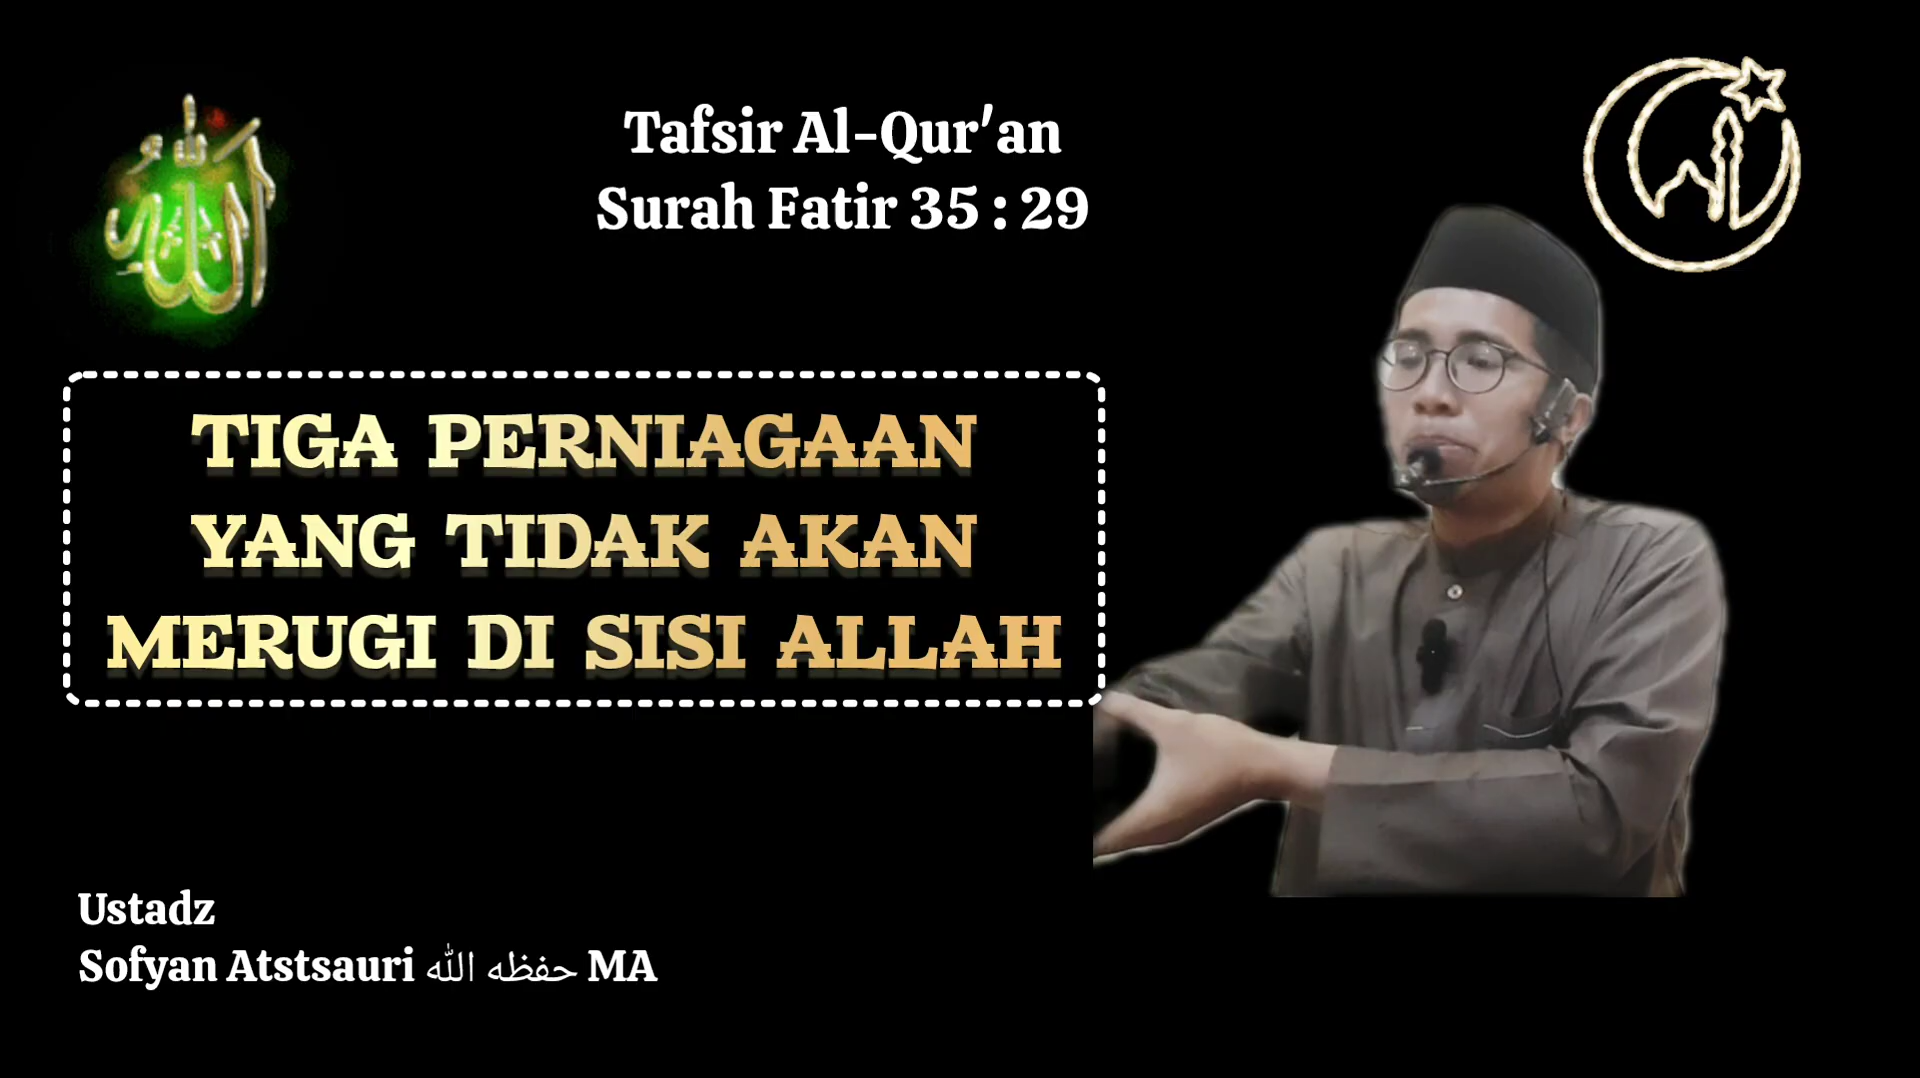 الله
Tafsir Al-Qur'an
Surah Fatir 35 : 29
TIGA PERNIAGAAN
YANG TIDAK AKAN
MERUGI DI SISI ALLAH
Ustadz
Sofyan Atstsauri حفظه الله MA